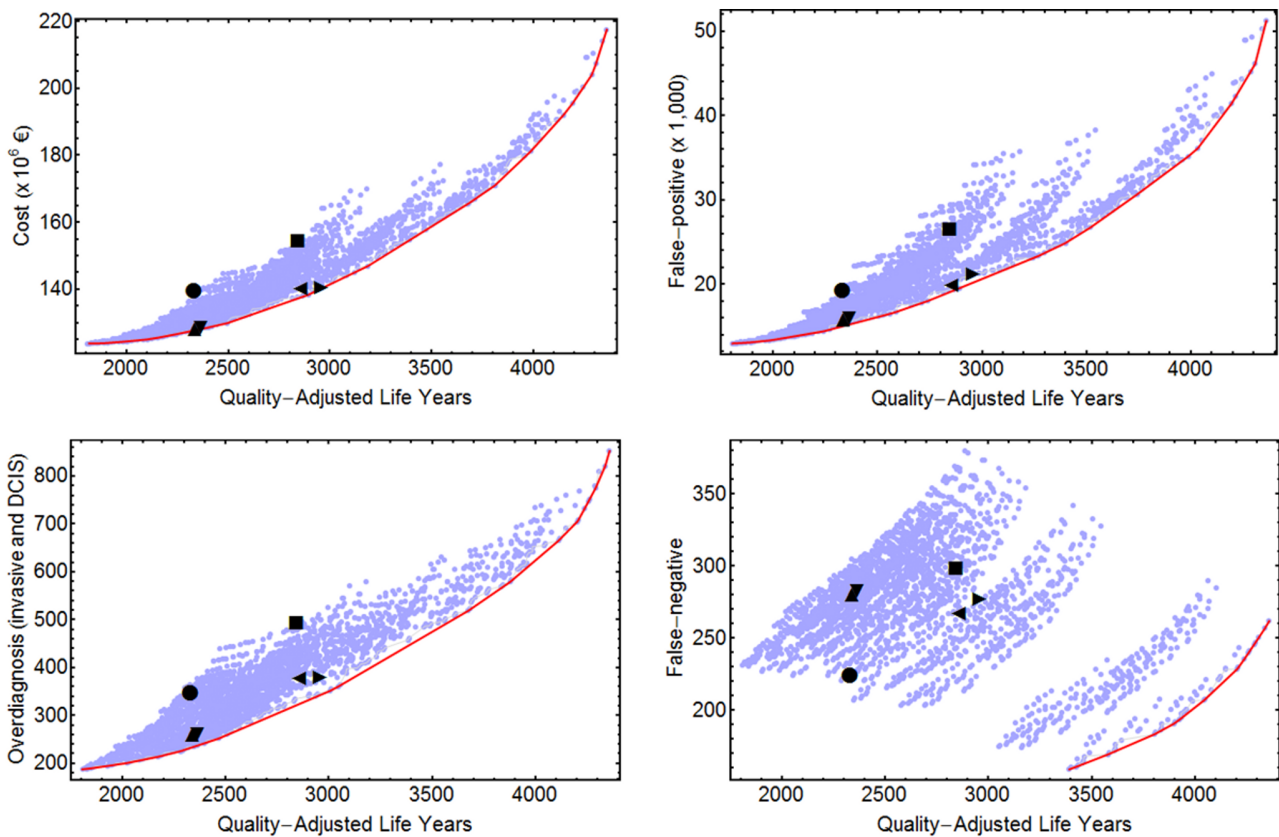 220
200
180
160
140
Cost (x 10⁶ €)
2000 2500 3000 3500 4000
Quality−Adjusted Life Years
50
40
30
20
False−positive (x 1,000)
2000 2500 3000 3500 4000
Quality−Adjusted Life Years
800
700
600
500
400
300
200
Overdiagnosis (invasive and DCIS)
2000 2500 3000 3500 4000
Quality−Adjusted Life Years
350
300
250
200
False−negative
2000 2500 3000 3500 4000
Quality−Adjusted Life Years